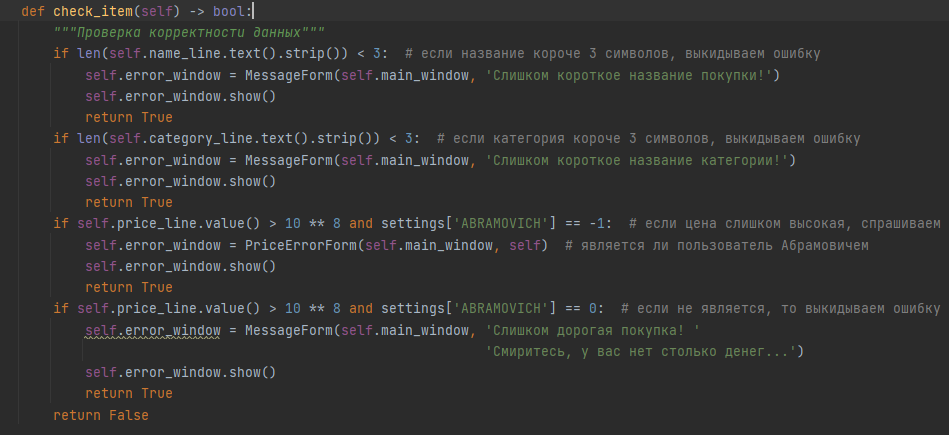 def check_item(self) -> bool:
    """Проверка корректности данных"""
    if len(self.name_line.text().strip()) < 3:  # если название короче 3 символов, выкидываем ошибку
        self.error_window = MessageForm(self.main_window, 'Слишком короткое название покупки!')
        self.error_window.show()
        return True
    if len(self.category_line.text().strip()) < 3:  # если категория короче 3 символов, выкидываем ошибку
        self.error_window = MessageForm(self.main_window, 'Слишком короткое название категории!')
        self.error_window.show()
        return True
    if self.price_line.value() > 10 ** 8 and settings['ABRAMOVICH'] == -1:  # если цена слишком высокая, спрашиваем
        self.error_window = PriceErrorForm(self.main_window, self)  # является ли пользователь Абрамовичем
        self.error_window.show()
        return True
    if self.price_line.value() > 10 ** 8 and settings['ABRAMOVICH'] == 0:  # если не является, то выкидываем ошибку
        self.error_window = MessageForm(self.main_window, 'Слишком дорогая покупка! '
                                                          'Смиритесь, у вас нет столько денег...')
        self.error_window.show()
        return True
    return False